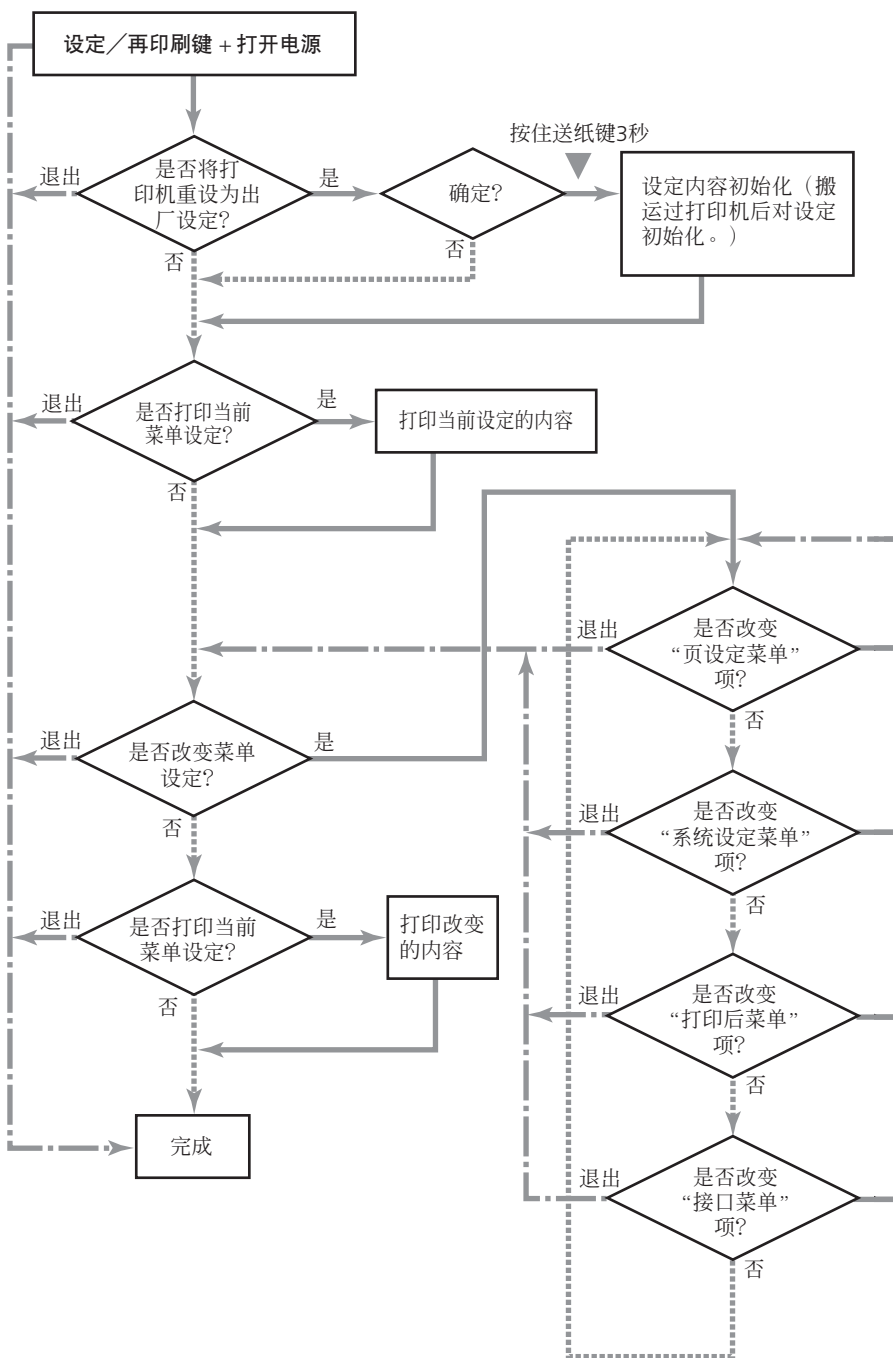 设定／再印刷键 + 打开电源
按住送纸键3秒
退出
是否将打
印机重设为出
厂设定？
是
确定？
设定内容初始化（搬
运过打印机后对设定
初始化。）
否
否
退出
是否打印当前
菜单设定？
是
打印当前设定的内容
否
退出
是否改变
“页设定菜单”
项？
否
退出
是否改变菜单
设定？
是
退出
是否改变
“系统设定菜单”
项？
否
否
退出
是否打印当前
菜单设定？
是
打印改变
的内容
否
退出
是否改变
“打印后菜单”
项？
否
完成
退出
是否改变
“接口菜单”
项？
否